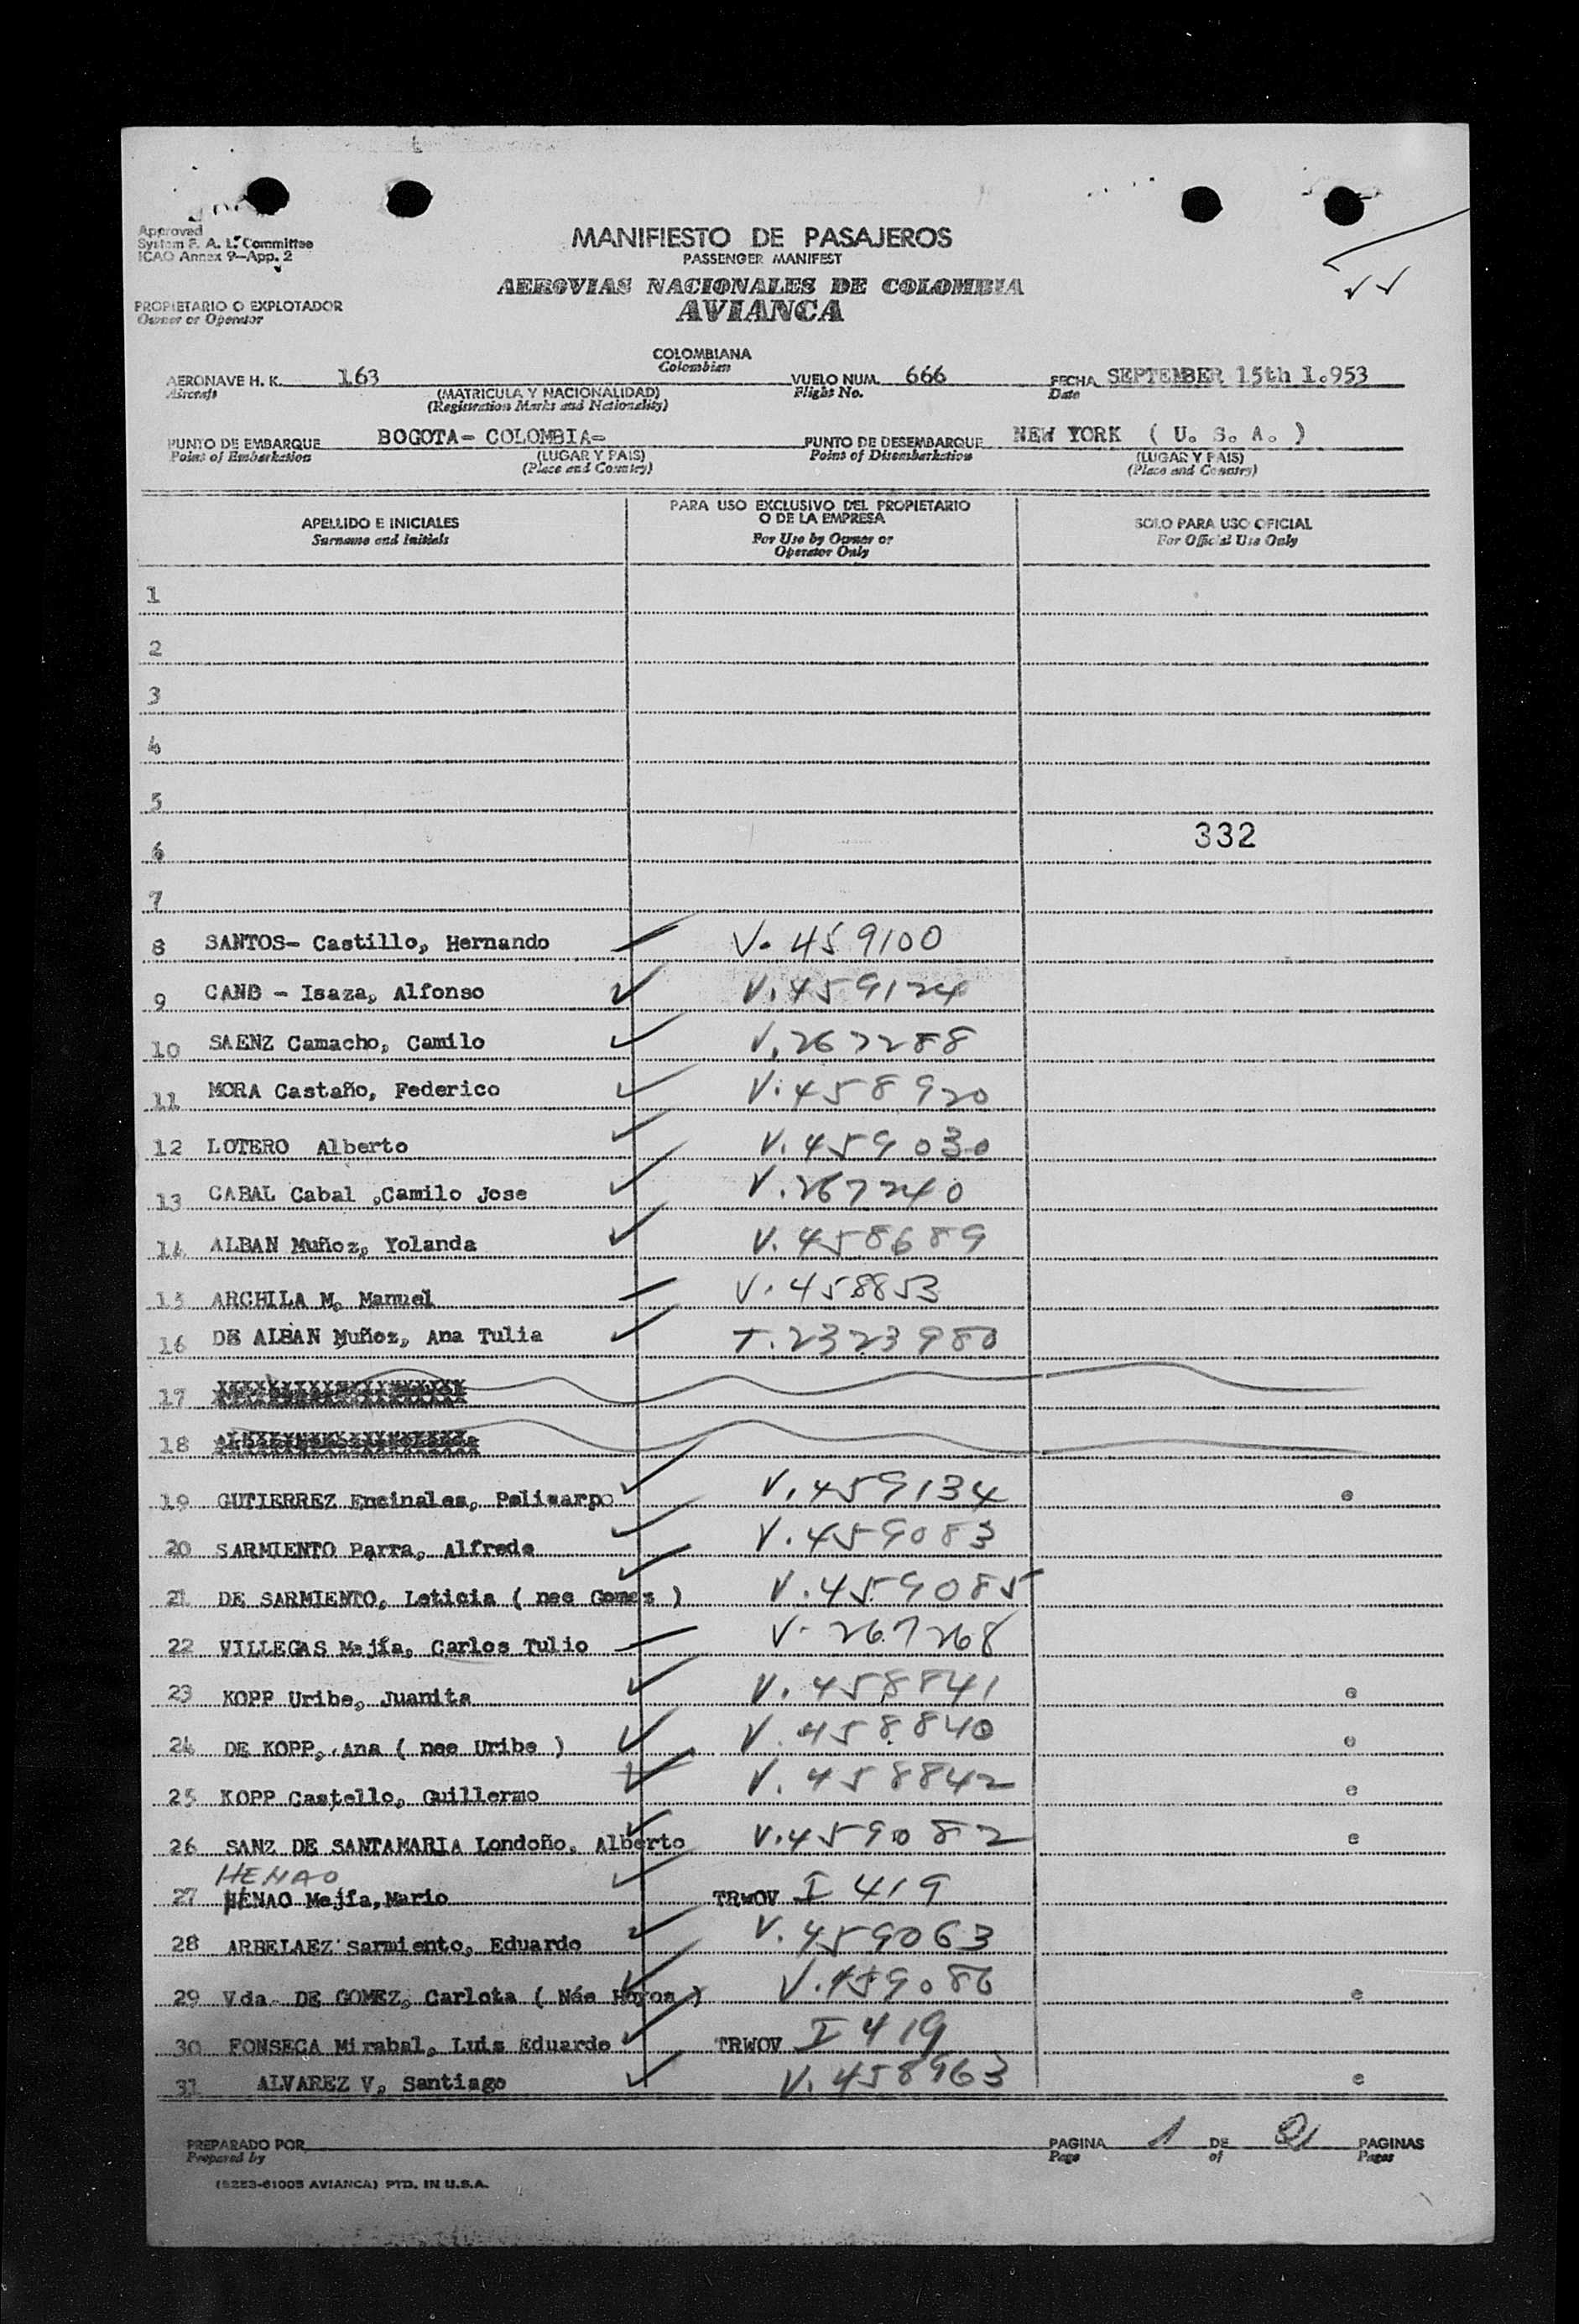 Approved
System F. A. L. Committee
ICAO Annex 9-App. 2
MANIFIESTO DE PASAJEROS
PASSENGER MANIFEST
AEROVIAS NACIONALES DE COLOMBIA
AVIANCA
PROPIETARIO O EXPLOTADOR
Owner or Operator
COLOMBIANA
Colombian
AERONAVE H. K. 163 VUELO NUM. 666 FECHA SEPTEMBER 15th 1.953
Aircraft (MATRICULA Y NACIONALIDAD) Flight No. Date
(Registration Marks and Nationality)
PUNTO DE EMBARQUE BOGOTA- COLOMBIA- PUNTO DE DESEMBARQUE NEW YORK ( U. S. A. )
Point of Embarkation (LUGAR Y PAIS) Point of Disembarkation (LUGAR Y PAIS)
(Place and Country) (Place and Country)
APELLIDO E INICIALES PARA USO EXCLUSIVO DEL PROPIETARIO O DE LA EMPRESA SOLO PARA USO OFICIAL
Surname and Initials For Use by Owner or Operator Only For Official Use Only
1
2
3
4
5
6 332
7
8 SANTOS- Castillo, Hernando V. 459100
9 - Isaza, Alfonso V. 459124
10 SAENZ Camacho, Camilo V. 267288
11 MORA Castaño, Federico V. 458920
12 LOTERO Alberto V. 459030
13 CABAL Cabal ,Camilo Jose V. 267240
14 ALBAN Muñoz, Yolanda V. 458689
15 ARCHILA M. Manuel V. 458853
16 DE ALBAN Muñoz, Ana Tulia T. 2323980
17
18
19 GUTIERREZ Encinales, Policarpo V. 459134
20 SARMIENTO Parra, Alfredo V. 459083
21 DE SARMIENTO, Leticia ( nee Gomez ) V. 459085
22 VILLEGAS Mejía, Carlos Tulio V- 267268
23 KOPP Uribe, Juanita V. 458841
24 DE KOPP, Ana ( nee Uribe ) V. 458840
25 KOPP Castello, Guillermo V. 458842
26 SANZ DE SANTAMARIA Londoño, Alberto V. 459082
HENAO
27 HENAO Mejía, Mario TRWOV I 419
28 ARBELAEZ Sarmiento, Eduardo V. 459063
29 Vda- DE GOMEZ, Carlota ( Née Hoyos ) V. 459086
30 FONSECA Mirabal, Luis Eduardo TRWOV I 419
31 ALVAREZ V, Santiago V. 458963
PREPARADO POR PAGINA 1 DE PAGINAS
Prepared by Page of Pages
AVIANCA) PTD. IN U.S.A.